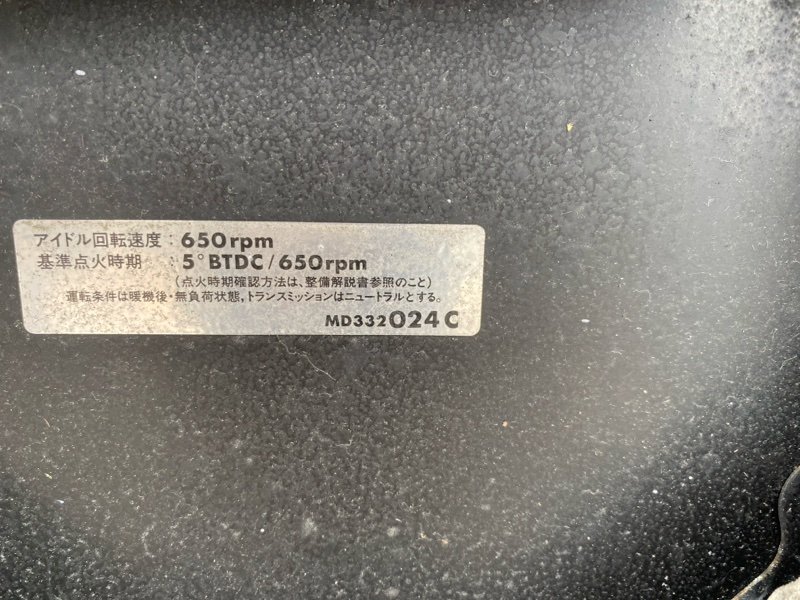 アイドル回転速度 : 650rpm
基準点火時期 : 5° BTDC/650rpm
(点火時期確認方法は、整備解説書参照のこと)
運転条件は暖機後・無負荷状態,トランスミッションはニュートラルとする。
MD332024C